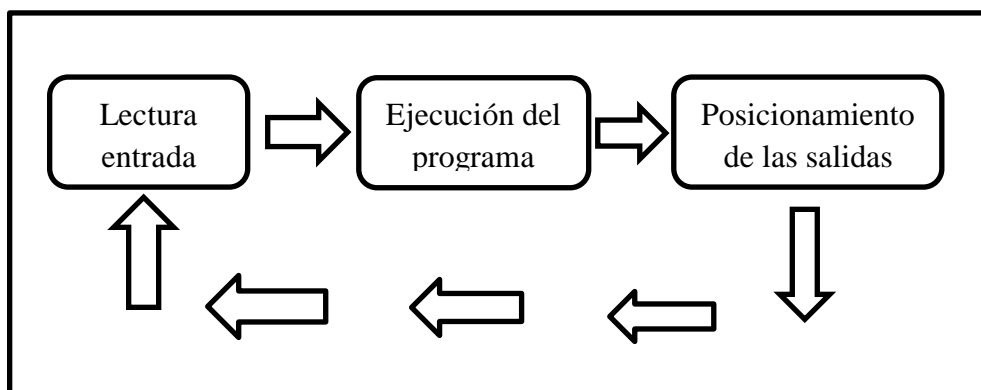 Lectura
entrada
Ejecución del
programa
Posicionamiento
de las salidas